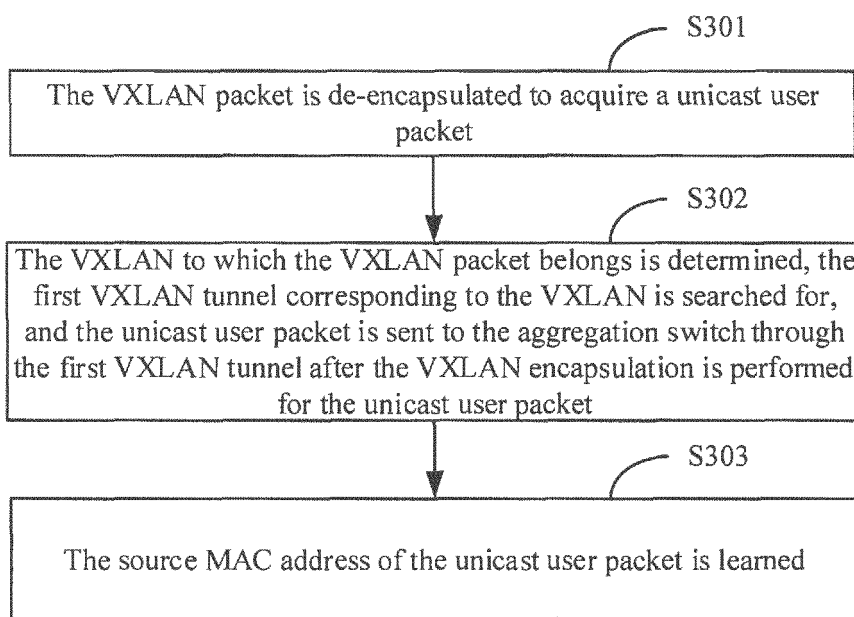 S301
The VXLAN packet is de-encapsulated to acquire a unicast user
packet
S302
The VXLAN to which the VXLAN packet belongs is determined, the
first VXLAN tunnel corresponding to the VXLAN is searched for,
and the unicast user packet is sent to the aggregation switch through
the first VXLAN tunnel after the VXLAN encapsulation is performed
for the unicast user packet
S303
The source MAC address of the unicast user packet is learned